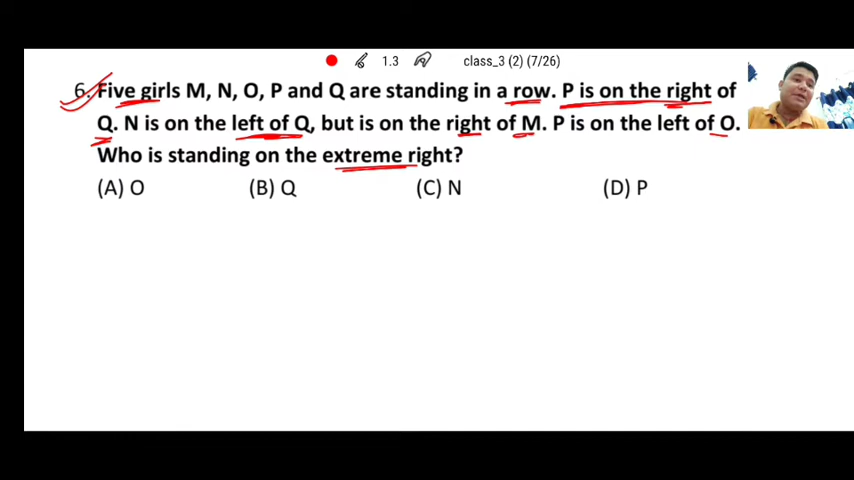 1.3 class_3 (2) (7/26)
6. Five girls M, N, O, P and Q are standing in a row. P is on the right of
Q. N is on the left of Q, but is on the right of M. P is on the left of O.
Who is standing on the extreme right?
(A) O (B) Q (C) N (D) P